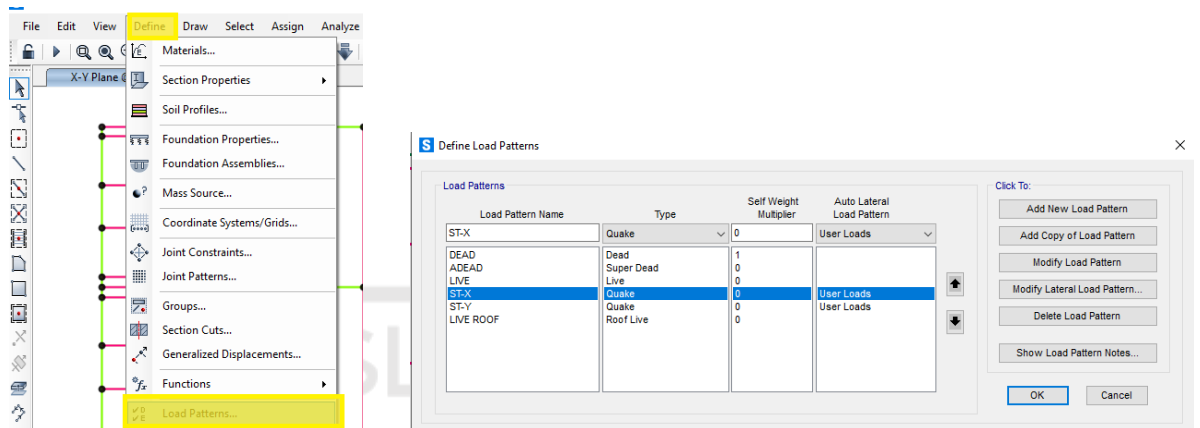 File Edit View Define Draw Select Assign Analyze
X-Y Plane
Materials...
Section Properties
Soil Profiles...
Foundation Properties...
Foundation Assemblies...
Mass Source...
Coordinate Systems/Grids...
Joint Constraints...
Joint Patterns...
Groups...
Section Cuts...
Generalized Displacements...
Functions
Load Patterns...
S Define Load Patterns
Load Patterns
Load Pattern Name Type Self Weight Multiplier Auto Lateral Load Pattern
ST-X Quake 0 User Loads
DEAD Dead 1
ADEAD Super Dead 0
LIVE Live 0
ST-X Quake 0 User Loads
ST-Y Quake 0 User Loads
LIVE ROOF Roof Live 0
Click To:
Add New Load Pattern
Add Copy of Load Pattern
Modify Load Pattern
Modify Lateral Load Pattern...
Delete Load Pattern
Show Load Pattern Notes...
OK Cancel